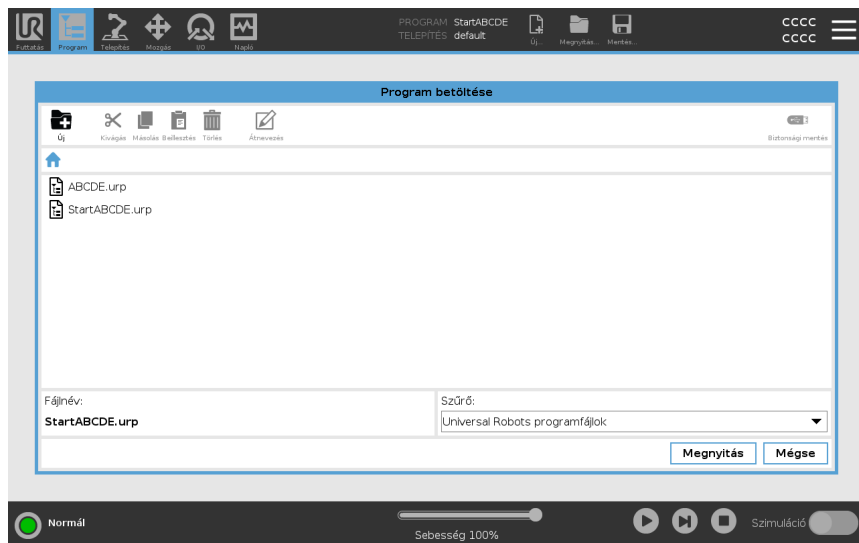 PROGRAM StartABCDE
TELEPÍTÉS default
CCCC
CCCC
Futtatás Program Telepítés Mozgás I/O Napló
Új... Megnyitás... Mentés...
Program betöltése
Új Kivágás Másolás Beillesztés Törlés Átnevezés Biztonsági mentés
ABCDE.urp
StartABCDE.urp
Fájlnév: Szűrő:
StartABCDE.urp Universal Robots programfájlok
Megnyitás Mégse
Normál
Sebesség 100%
Szimuláció